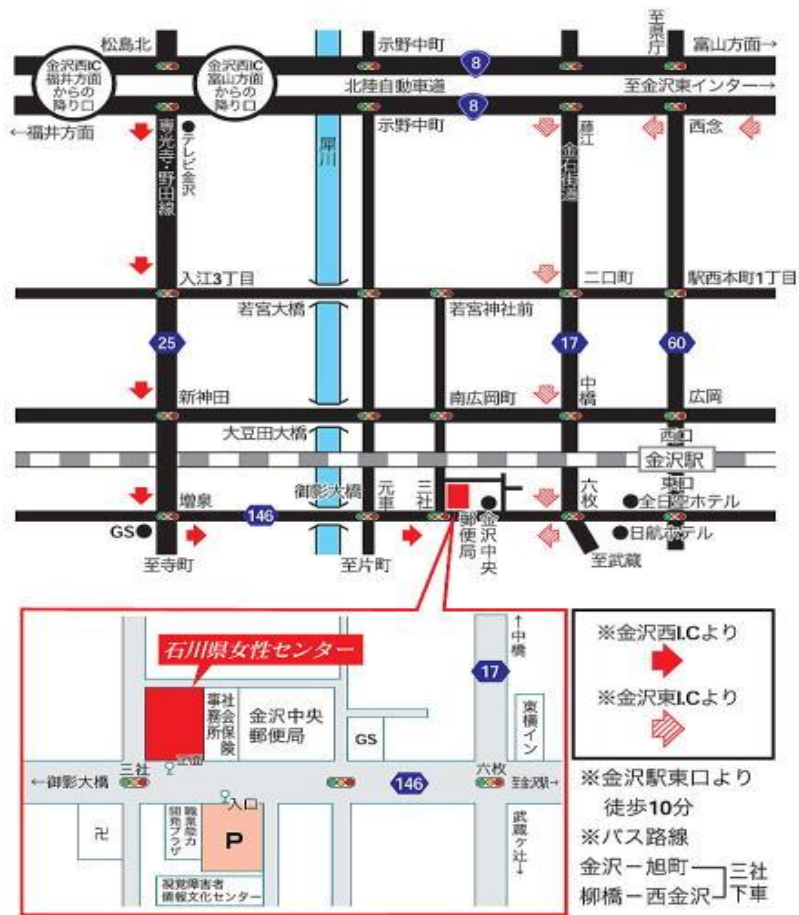 松島北
示野中町
至県庁
富山方面→
金沢西IC
福井方面
からの
降り口
金沢西IC
富山方面
からの
降り口
8
北陸自動車道
至金沢東インター→
8
←福井方面
専光寺・野田線
テレビ金沢
犀川
示野中町
藤江
金石街道
西念
入江3丁目
二口町
駅西本町1丁目
若宮大橋
若宮神社前
25
17
60
新神田
南広岡町
中橋
広岡
大豆田大橋
西口
金沢駅
東口
増泉
146
御影大橋
元車
三社
郵便局
金沢中央
六枚
全日空ホテル
GS
日航ホテル
至寺町
至片町
至武蔵
石川県女性センター
社会保険
事務所
金沢中央
郵便局
GS
↑中橋
17
東横イン
正面
←御影大橋
三社
146
六枚
至金沢駅→
入口
卍
職業能力
開発プラザ
P
武蔵ヶ辻→
視覚障害者
情報文化センター
※金沢西I.Cより
※金沢東I.Cより
※金沢駅東口より
徒歩10分
※バス路線
金沢－旭町
柳橋－西金沢
三社
下車